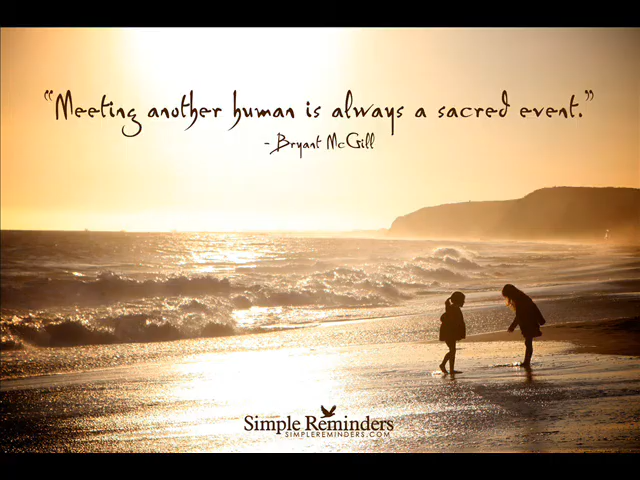 “Meeting another human is always a sacred event.”
- Bryant McGill
Simple Reminders
SIMPLEREMINDERS.COM